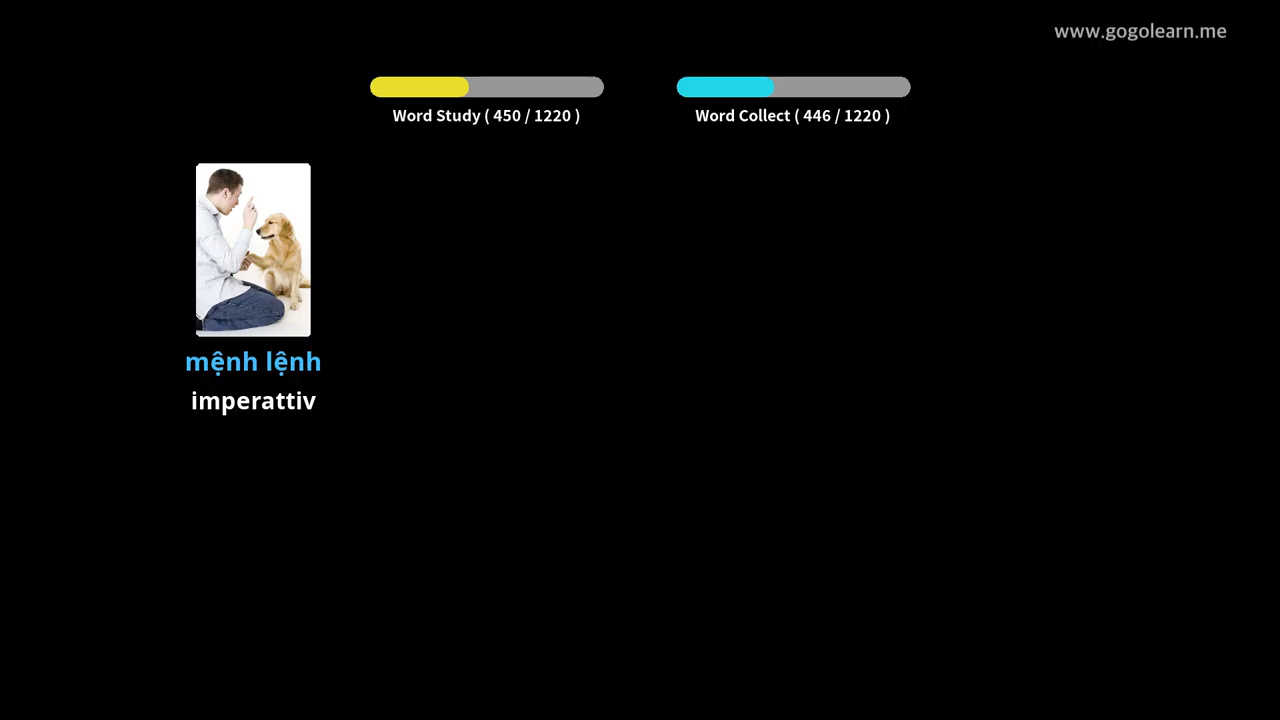 www.gogolearn.me
Word Study ( 450 / 1220 )
Word Collect ( 446 / 1220 )
mệnh lệnh
imperattiv